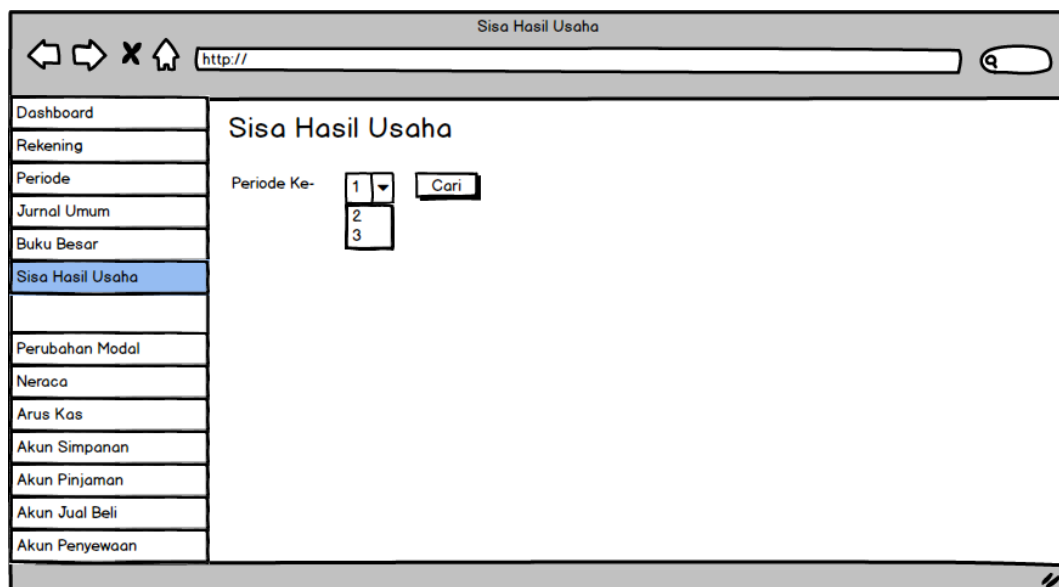 Sisa Hasil Usaha
http://
Dashboard
Rekening
Periode
Jurnal Umum
Buku Besar
Sisa Hasil Usaha
Perubahan Modal
Neraca
Arus Kas
Akun Simpanan
Akun Pinjaman
Akun Jual Beli
Akun Penyewaan
Sisa Hasil Usaha
Periode Ke- 1 Cari
2
3